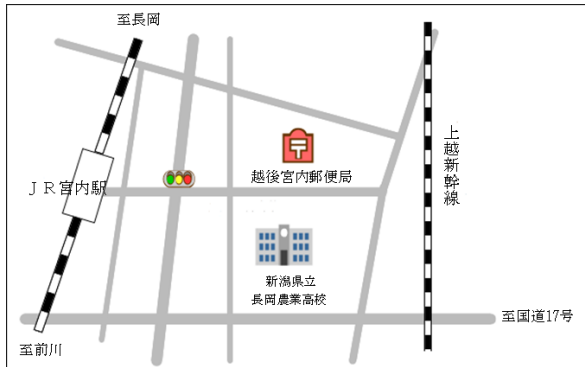 至長岡
上越新幹線
越後宮内郵便局
ＪＲ宮内駅
新潟県立
長岡農業高校
至国道17号
至前川